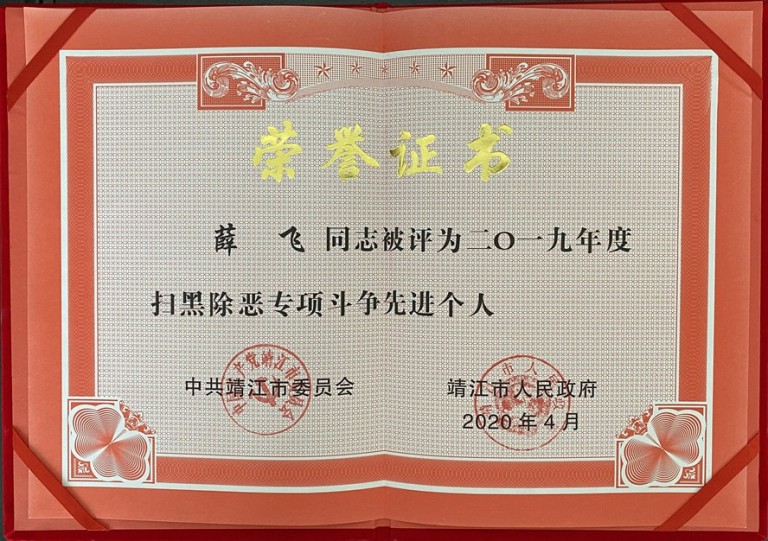 荣誉证书
薛 飞 同志被评为二〇一九年度
扫黑除恶专项斗争先进个人
中共靖江市委员会
靖江市人民政府
2020年4月